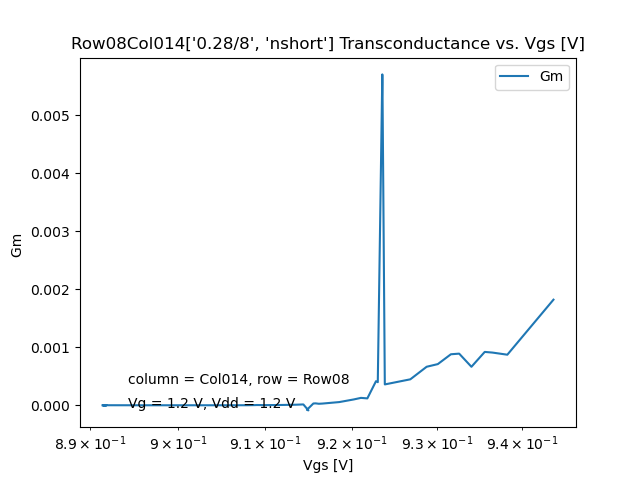 Row08Col014['0.28/8', 'nshort'] Transconductance vs. Vgs [V]
Gm
0.005
0.004
0.003
0.002
0.001
0.000
Gm
column = Col014, row = Row08
Vg = 1.2 V, Vdd = 1.2 V
8.9 × 10⁻¹ 9 × 10⁻¹ 9.1 × 10⁻¹ 9.2 × 10⁻¹ 9.3 × 10⁻¹ 9.4 × 10⁻¹
Vgs [V]